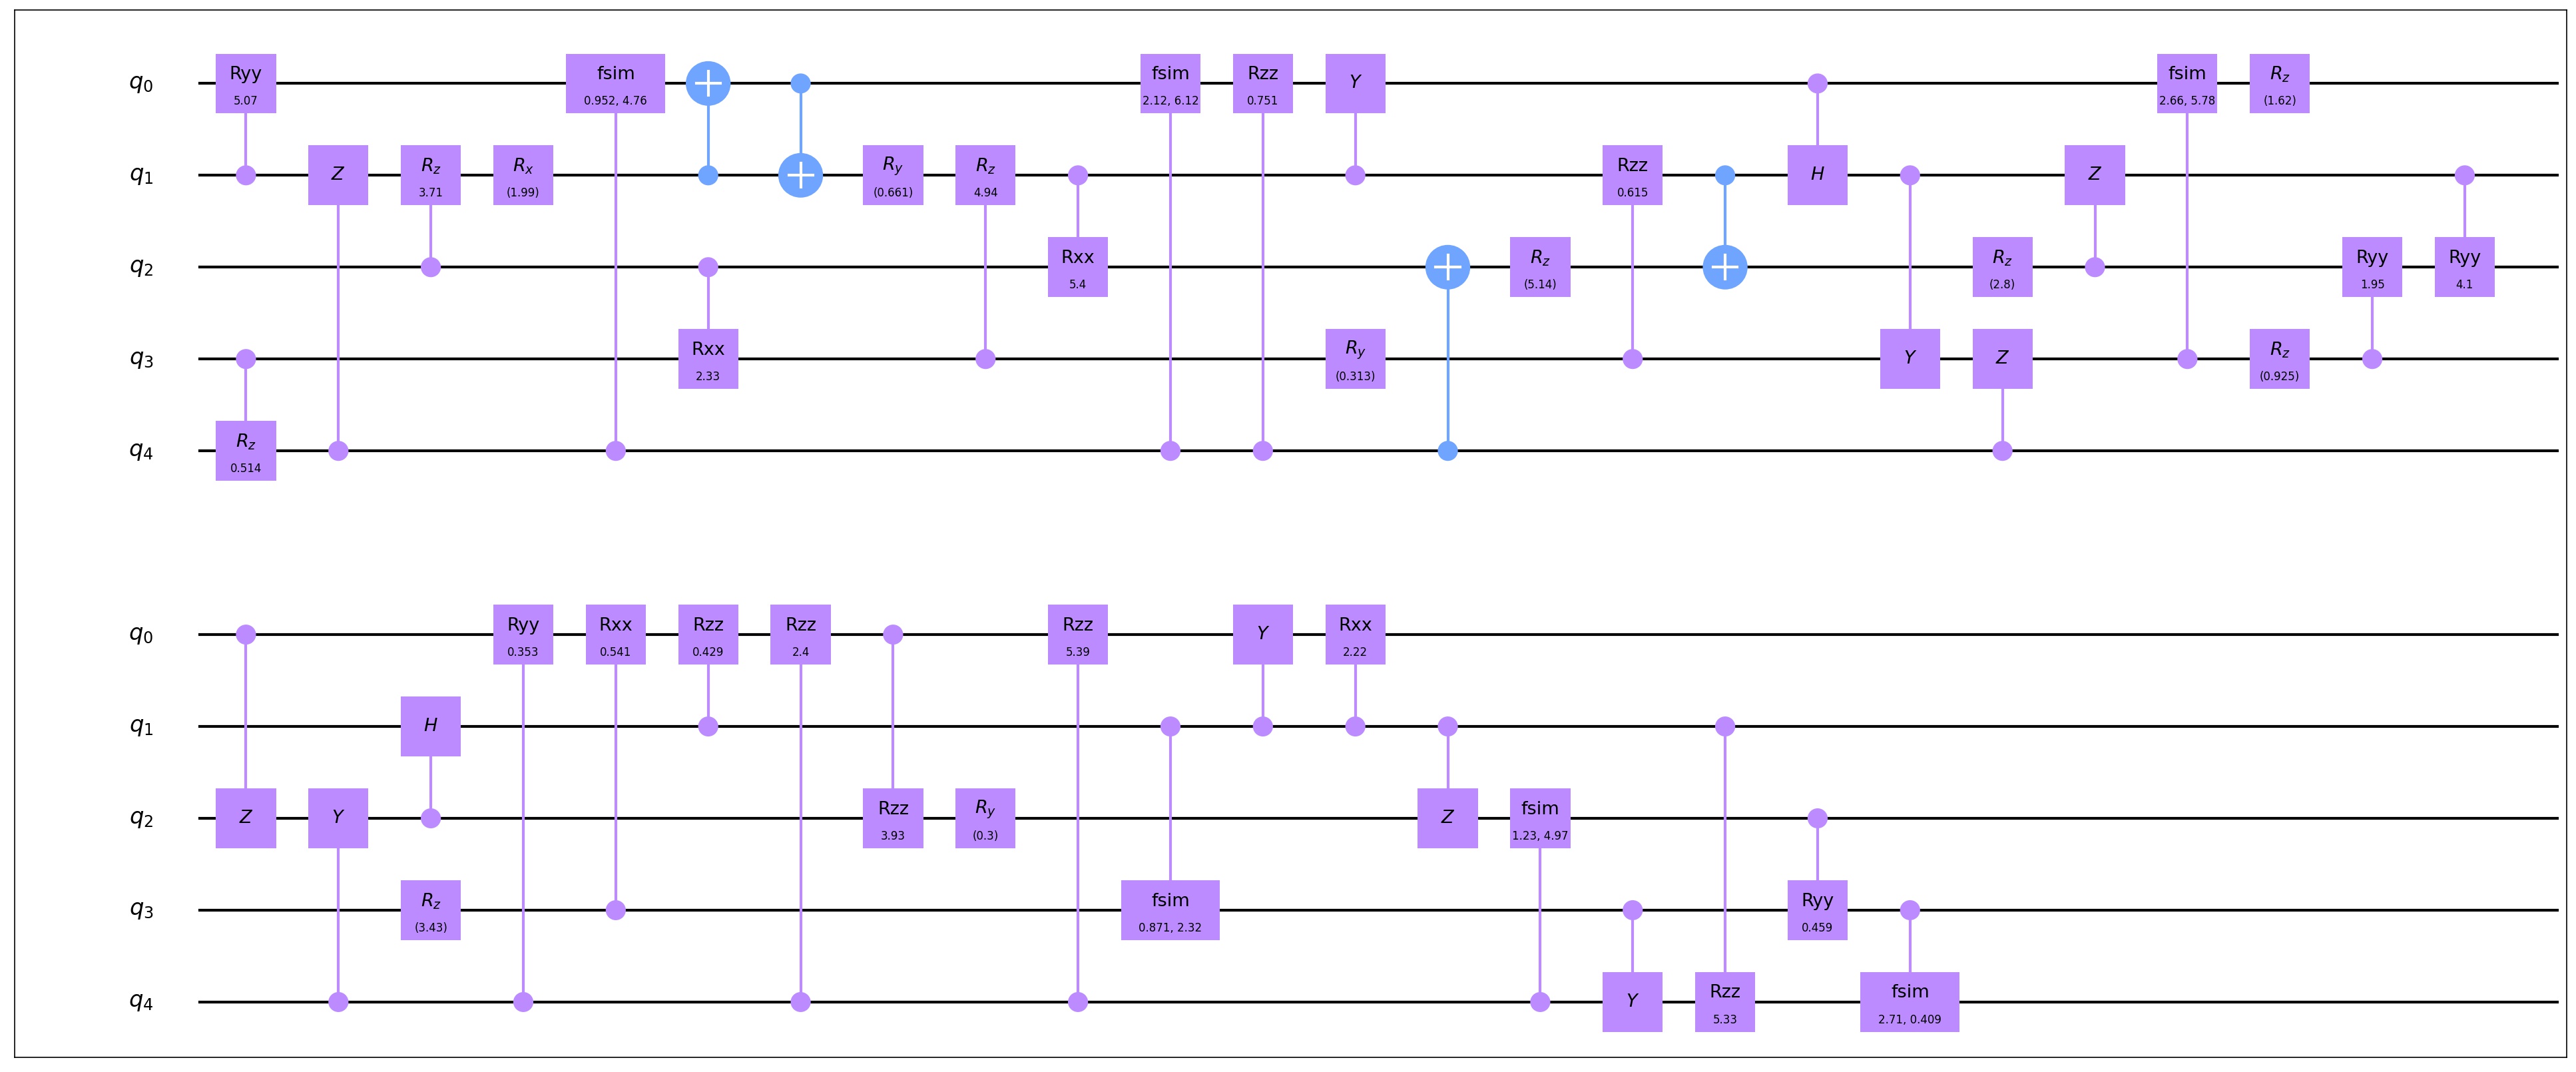 q0 Ryy fsim fsim Rzz Y fsim Rz
5.07 0.952, 4.76 2.12, 6.12 0.751 2.66, 5.78 (1.62)
q1 Z Rz Rx Ry Rz Rzz H Z
3.71 (1.99) (0.661) 4.94 0.615
q2 Rxx Rz Rz Ryy Ryy
5.4 (5.14) (2.8) 1.95 4.1
q3 Rxx Ry Y Z Rz
2.33 (0.313) (0.925)
q4 Rz
0.514
q0 Ryy Rxx Rzz Rzz Rzz Y Rxx
0.353 0.541 0.429 2.4 5.39 2.22
q1 H
q2 Z Y Rzz Ry Z fsim
3.93 (0.3) 1.23, 4.97
q3 Rz fsim Ryy
(3.43) 0.871, 2.32 0.459
q4 Y Rzz fsim
5.33 2.71, 0.409